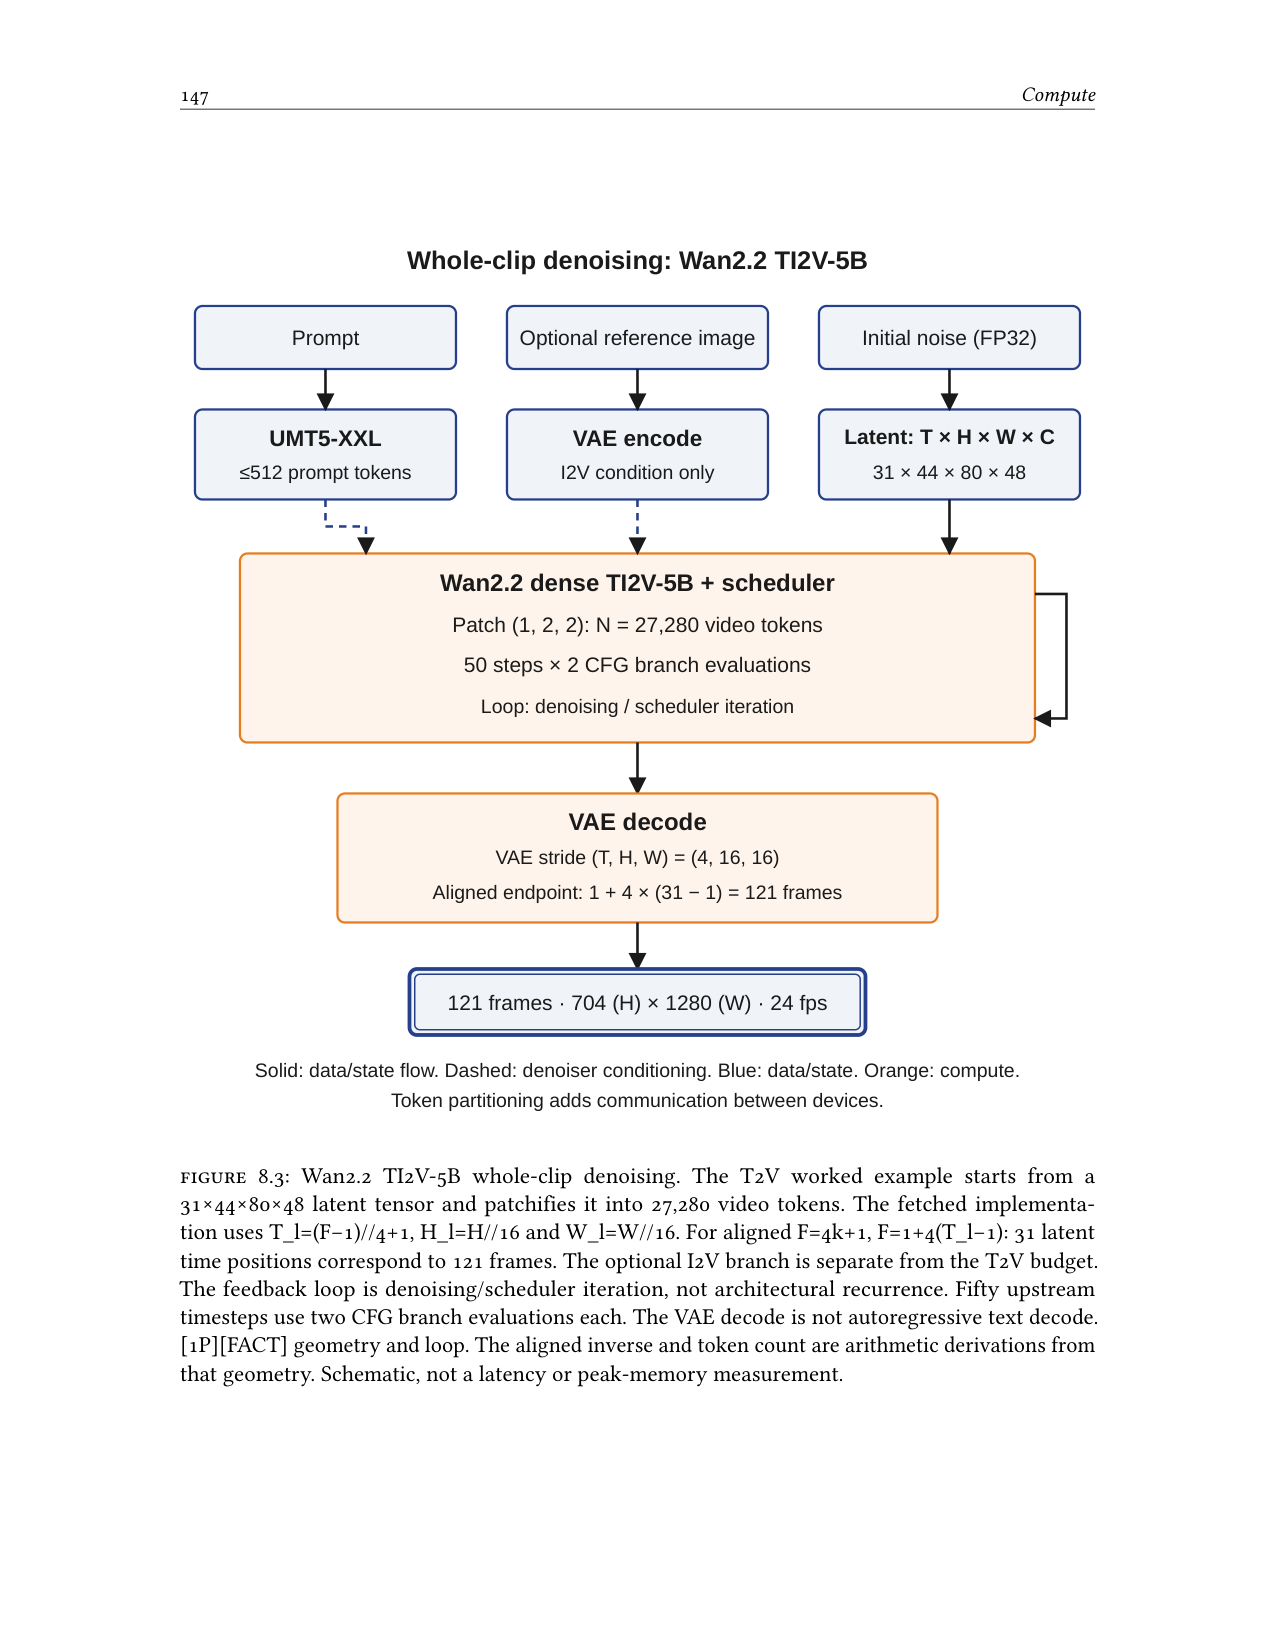 147
Compute
Whole-clip denoising: Wan2.2 TI2V-5B
Prompt
Optional reference image
Initial noise (FP32)
UMT5-XXL
≤512 prompt tokens
VAE encode
I2V condition only
Latent: T × H × W × C
31 × 44 × 80 × 48
Wan2.2 dense TI2V-5B + scheduler
Patch (1, 2, 2): N = 27,280 video tokens
50 steps × 2 CFG branch evaluations
Loop: denoising / scheduler iteration
VAE decode
VAE stride (T, H, W) = (4, 16, 16)
Aligned endpoint: 1 + 4 × (31 − 1) = 121 frames
121 frames · 704 (H) × 1280 (W) · 24 fps
Solid: data/state flow. Dashed: denoiser conditioning. Blue: data/state. Orange: compute.
Token partitioning adds communication between devices.
FIGURE 8.3: Wan2.2 TI2V-5B whole-clip denoising. The T2V worked example starts from a
31×44×80×48 latent tensor and patchifies it into 27,280 video tokens. The fetched implementa-
tion uses T_l=(F−1)//4+1, H_l=H//16 and W_l=W//16. For aligned F=4k+1, F=1+4(T_l−1): 31 latent
time positions correspond to 121 frames. The optional I2V branch is separate from the T2V budget.
The feedback loop is denoising/scheduler iteration, not architectural recurrence. Fifty upstream
timesteps use two CFG branch evaluations each. The VAE decode is not autoregressive text decode.
[1P][FACT] geometry and loop. The aligned inverse and token count are arithmetic derivations from
that geometry. Schematic, not a latency or peak-memory measurement.